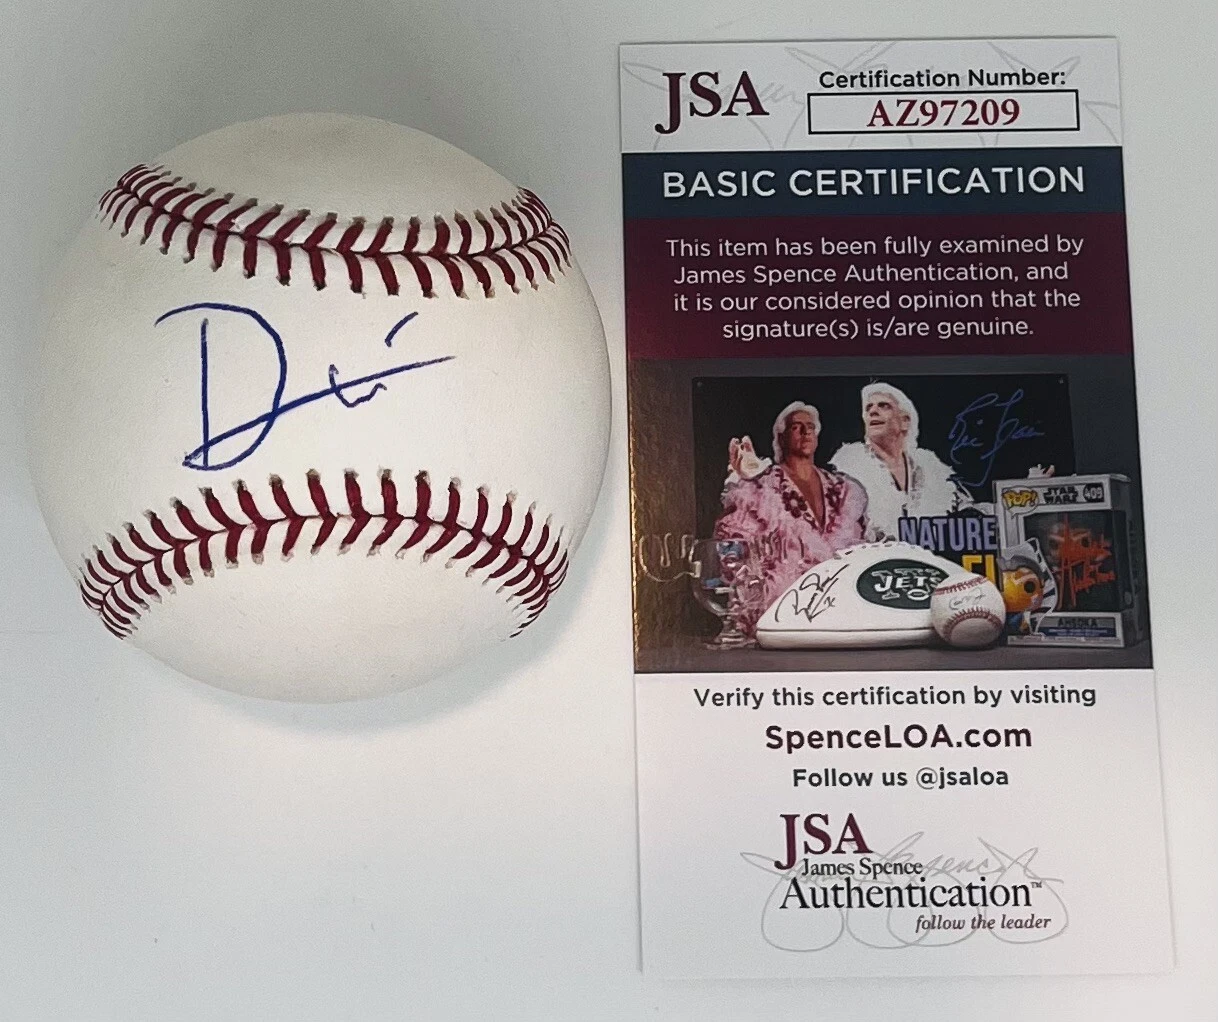 JSA
Certification Number:
AZ97209
BASIC CERTIFICATION
This item has been fully examined by
James Spence Authentication, and
it is our considered opinion that the
signature(s) is/are genuine.
NATURE
POP!
STAR
WARS
409
JETS
AHSOKA
Verify this certification by visiting
SpenceLOA.com
Follow us @jsaloa
JSA
James Spence
Authentication™
follow the leader